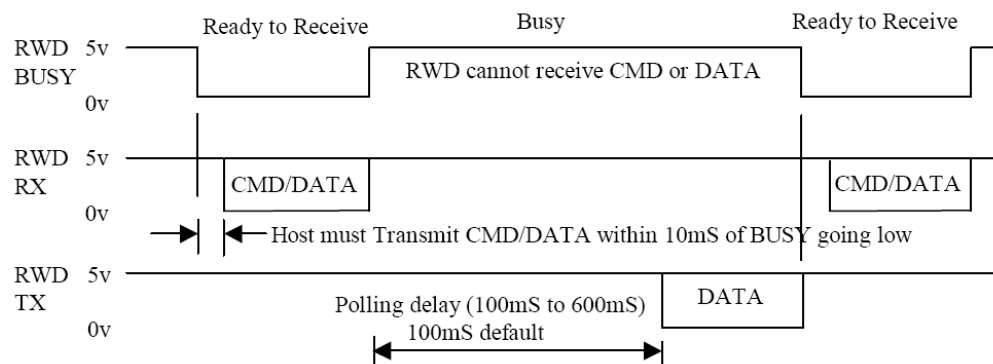 Ready to Receive
Busy
Ready to Receive
RWD 5v
BUSY
0v
RWD cannot receive CMD or DATA
RWD 5v
RX
0v
CMD/DATA
CMD/DATA
Host must Transmit CMD/DATA within 10mS of BUSY going low
RWD 5v
TX
0v
Polling delay (100mS to 600mS)
100mS default
DATA